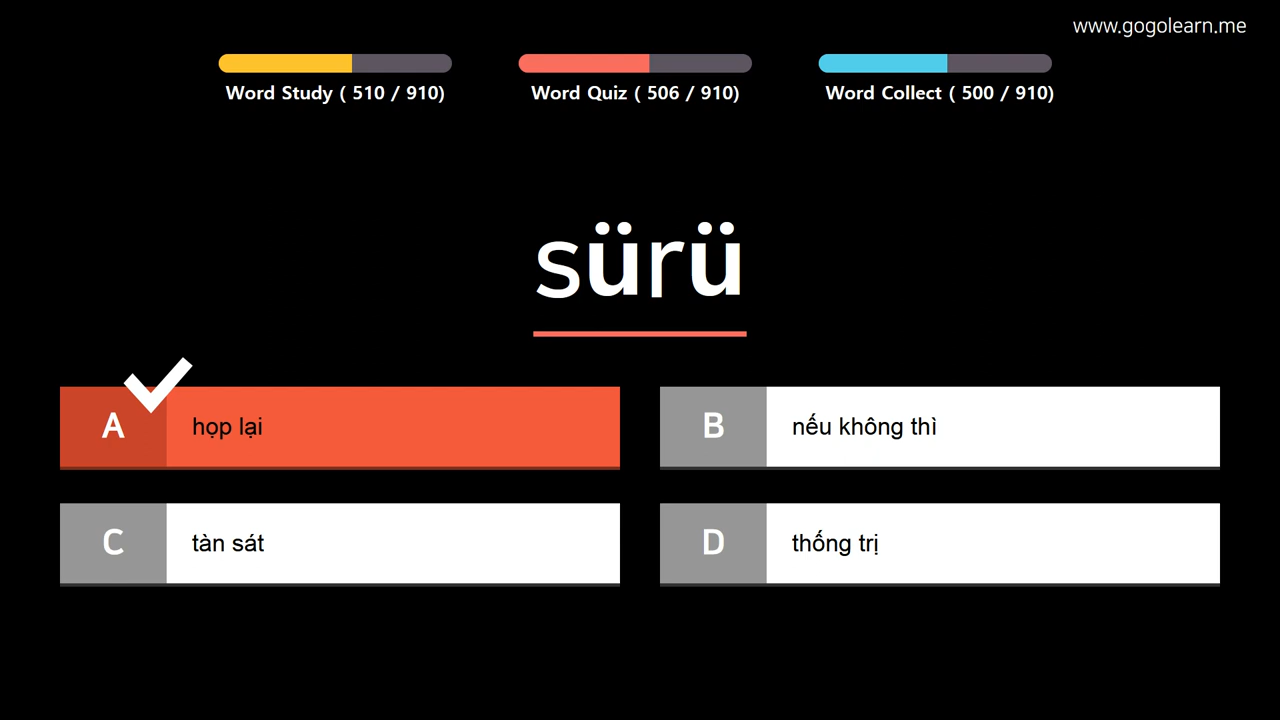 www.gogolearn.me
Word Study ( 510 / 910)
Word Quiz ( 506 / 910)
Word Collect ( 500 / 910)
sürü
A
họp lại
B
nếu không thì
C
tàn sát
D
thống trị